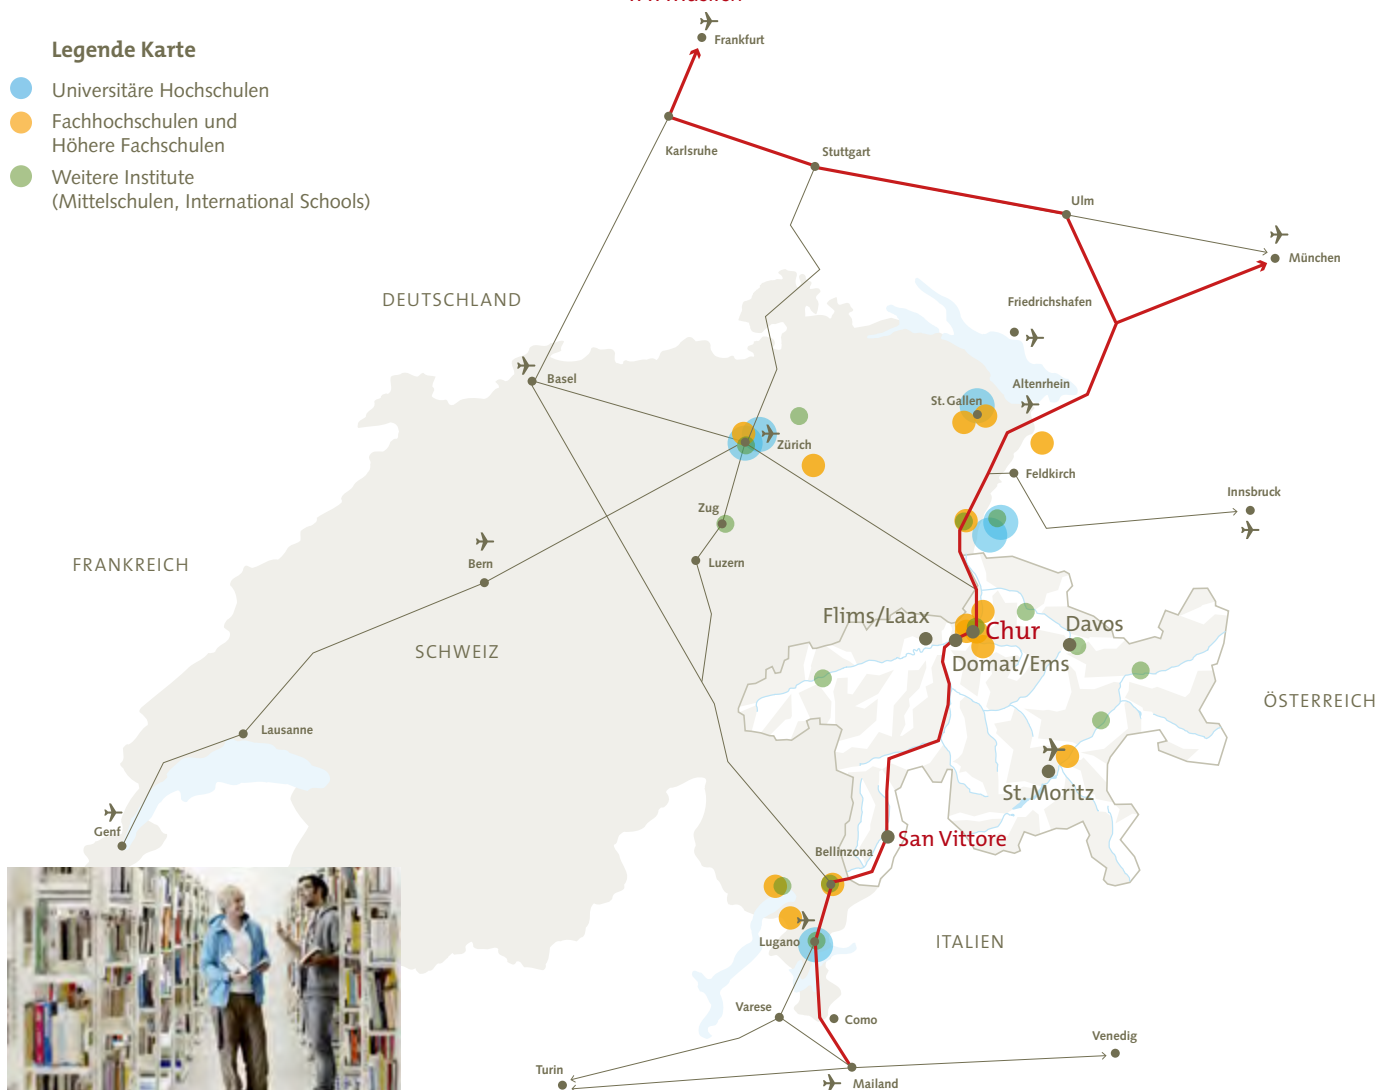 Frankfurt
Legende Karte
Universitäre Hochschulen
Fachhochschulen und
Höhere Fachschulen
Weitere Institute
(Mittelschulen, International Schools)
Karlsruhe
Stuttgart
Ulm
München
DEUTSCHLAND
Friedrichshafen
Basel
Altenrhein
St. Gallen
Zürich
Feldkirch
Innsbruck
Zug
FRANKREICH
Bern
Luzern
Flims/Laax
Chur
Davos
SCHWEIZ
Domat/Ems
ÖSTERREICH
Lausanne
St. Moritz
Genf
San Vittore
Bellinzona
Lugano
ITALIEN
Varese
Como
Venedig
Turin
Mailand